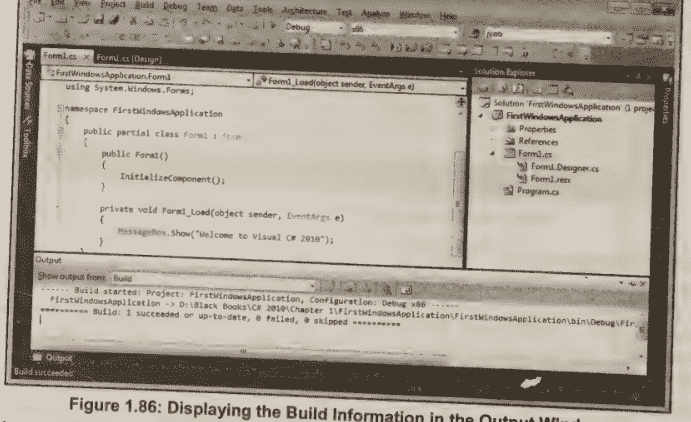 File Edit View Project Build Debug Team Data Tools Architecture Test Analyze Window Help
Debug x86
Form1.cs × Form1.cs [Design]
FirstWindowsApplication.Form1
Form1_Load(object sender, EventArgs e)
using System.Windows.Forms;
namespace FirstWindowsApplication
{
public partial class Form1 : Form
{
public Form1()
{
InitializeComponent();
}
private void Form1_Load(object sender, EventArgs e)
{
MessageBox.Show("Welcome to Visual C# 2010");
}
Solution Explorer
Solution 'FirstWindowsApplication' (1 proje
FirstWindowsApplication
Properties
References
Form1.cs
Form1.Designer.cs
Form1.resx
Program.cs
Properties
Toolbox
Output
Show output from: Build
------ Build started: Project: FirstWindowsApplication, Configuration: Debug x86 ------
FirstWindowsApplication -> D:\Black Books\C# 2010\Chapter 1\FirstWindowsApplication\FirstWindowsApplication\bin\Debug\Fir
========== Build: 1 succeeded or up-to-date, 0 failed, 0 skipped ==========
Output
Build succeeded
Figure 1.86: Displaying the Build Information in the Output Wind